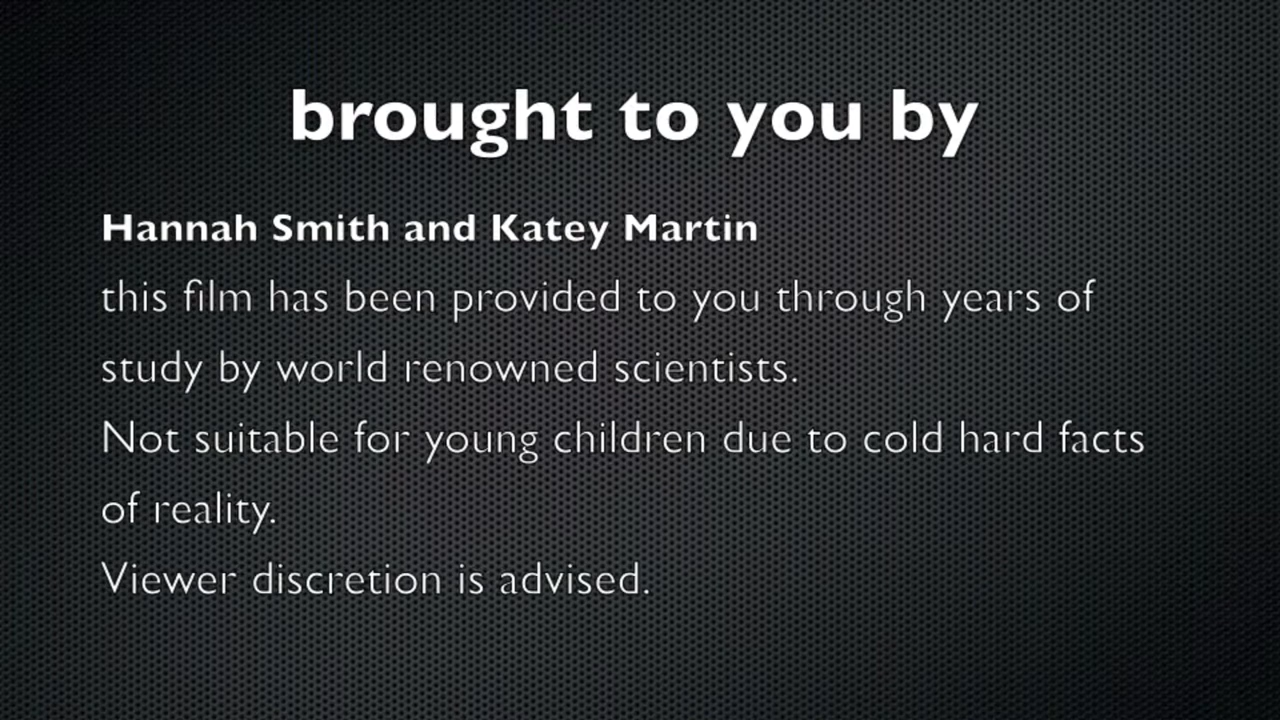 brought to you by
Hannah Smith and Katey Martin
this film has been provided to you through years of
study by world renowned scientists.
Not suitable for young children due to cold hard facts
of reality.
Viewer discretion is advised.